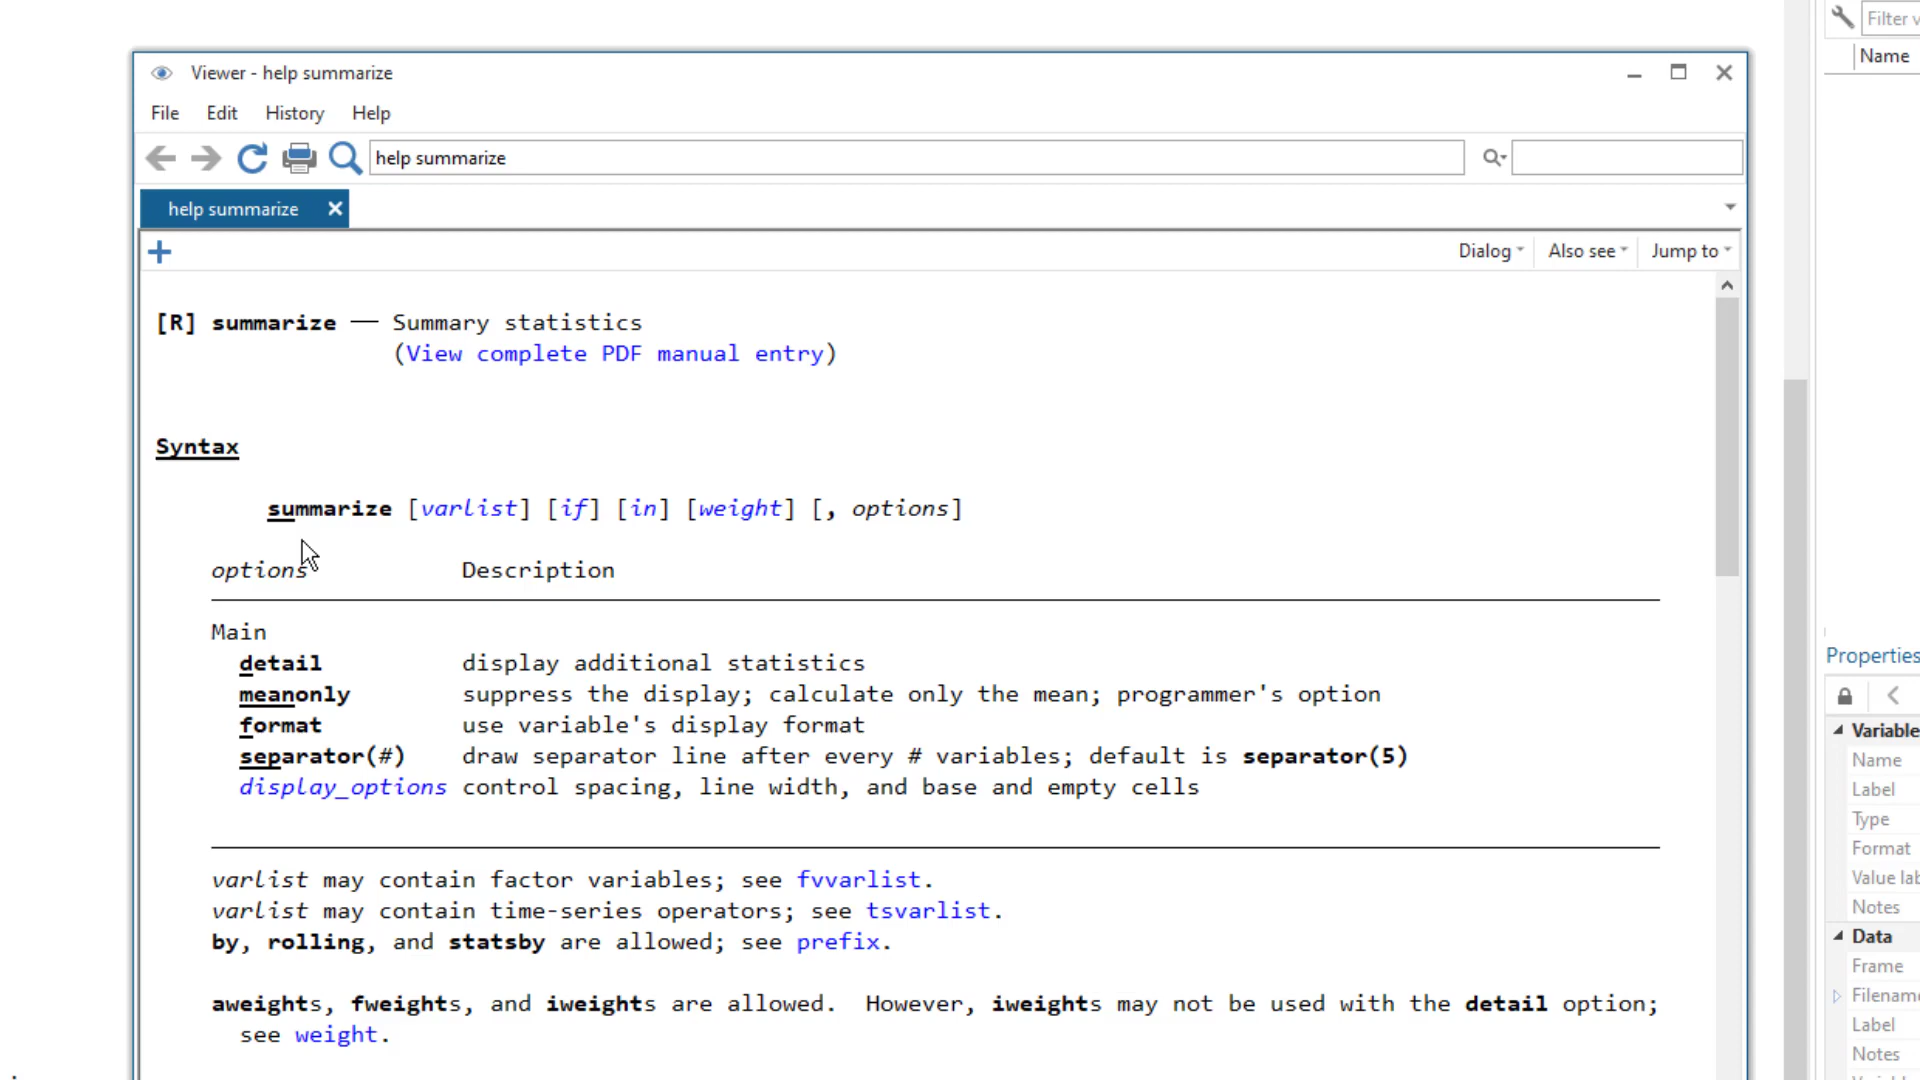 Filter v
Name
Viewer - help summarize
File Edit History Help
help summarize
help summarize
Dialog Also see Jump to
[R] summarize — Summary statistics
(View complete PDF manual entry)
Syntax
summarize [varlist] [if] [in] [weight] [, options]
options Description
Main
detail display additional statistics
meanonly suppress the display; calculate only the mean; programmer's option
format use variable's display format
separator(#) draw separator line after every # variables; default is separator(5)
display_options control spacing, line width, and base and empty cells
varlist may contain factor variables; see fvvarlist.
varlist may contain time-series operators; see tsvarlist.
by, rolling, and statsby are allowed; see prefix.
aweights, fweights, and iweights are allowed. However, iweights may not be used with the detail option;
see weight.
Properties
Variable
Name
Label
Type
Format
Value lab
Notes
Data
Frame
Filename
Label
Notes